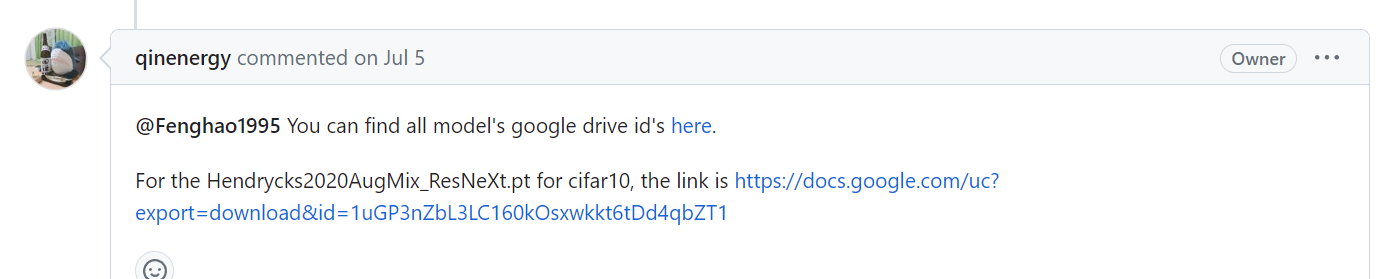 qinenergy commented on Jul 5
Owner
@Fenghao1995 You can find all model's google drive id's here.
For the Hendrycks2020AugMix_ResNeXt.pt for cifar10, the link is https://docs.google.com/uc?
export=download&id=1uGP3nZbL3LC160kOsxwkkt6tDd4qbZT1